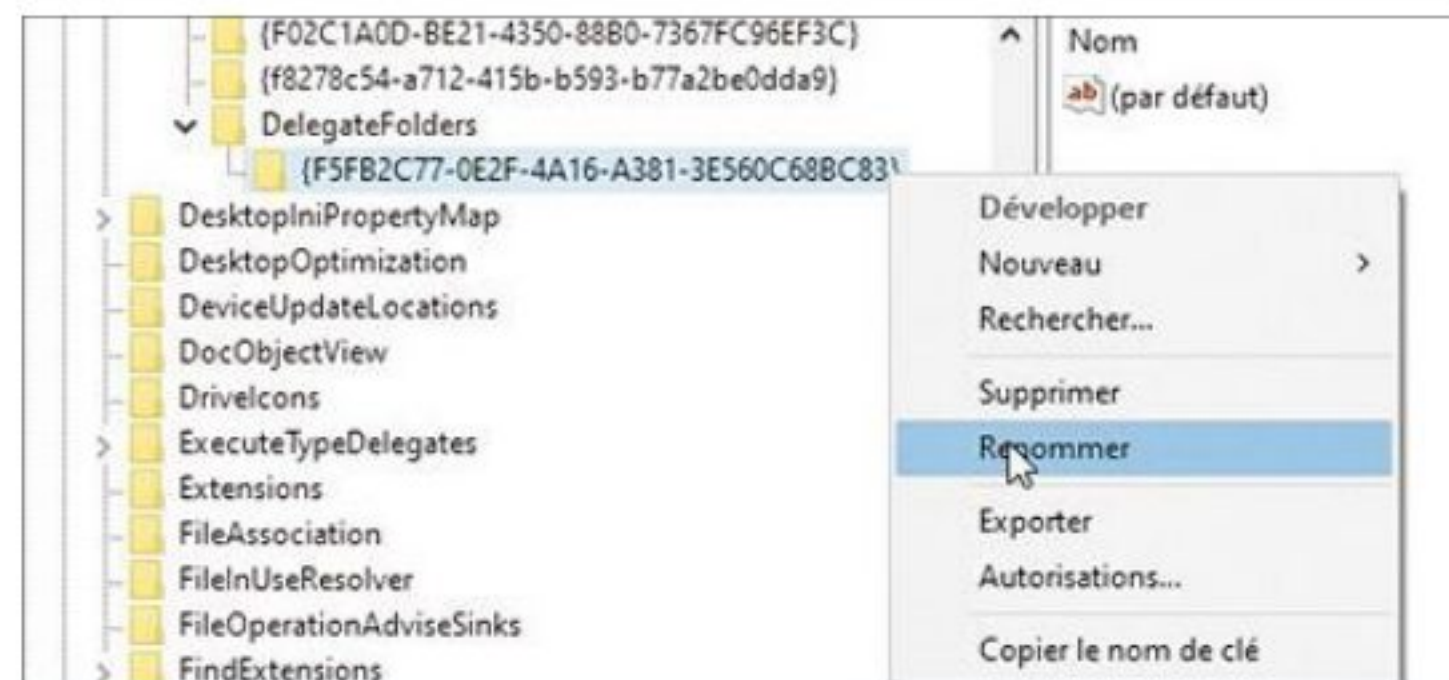 {F02C1A0D-BE21-4350-88B0-7367FC96EF3C}
{f8278c54-a712-415b-b593-b77a2be0dda9}
DelegateFolders
{F5FB2C77-0E2F-4A16-A381-3E560C68BC83}
DesktopIniPropertyMap
DesktopOptimization
DeviceUpdateLocations
DocObjectView
DriveIcons
ExecuteTypeDelegates
Extensions
FileAssociation
FileInUseResolver
FileOperationAdviseSinks
FindExtensions
Nom
ab (par défaut)
Développer
Nouveau
Rechercher...
Supprimer
Renommer
Exporter
Autorisations...
Copier le nom de clé